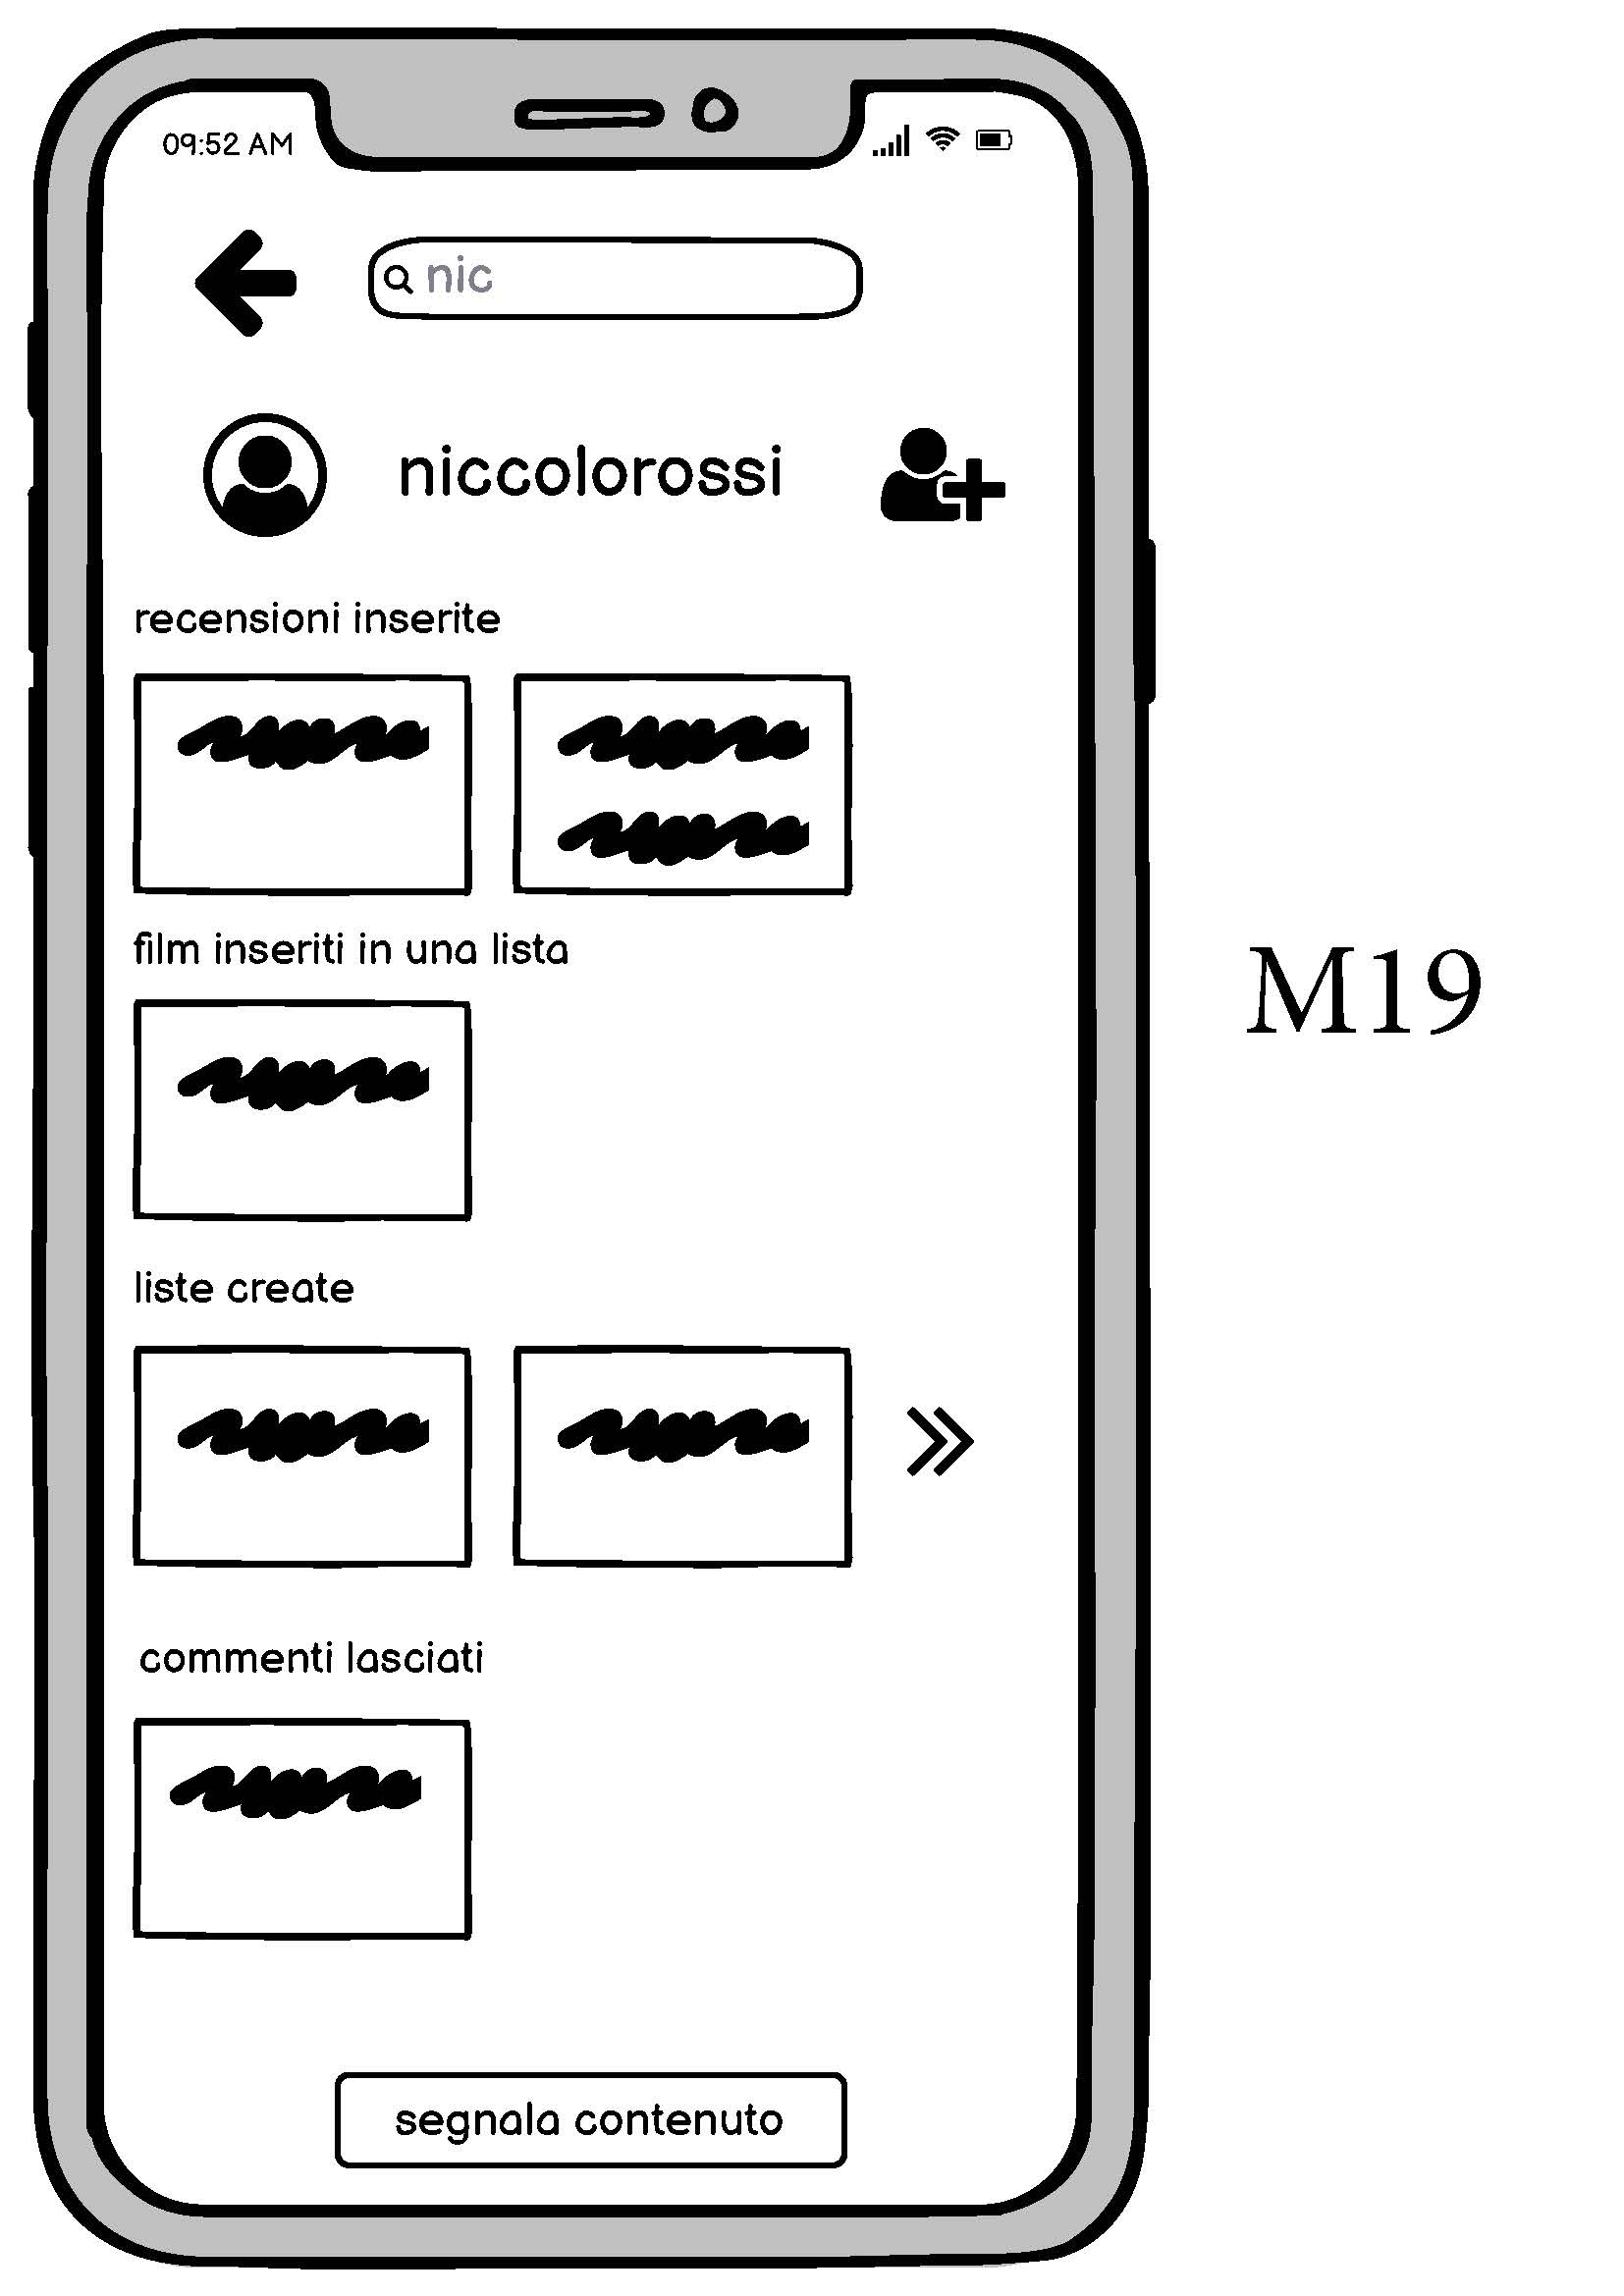 09:52 AM
nic
niccolorossi
recensioni inserite
film inseriti in una lista
M19
liste create
commenti lasciati
segnala contenuto